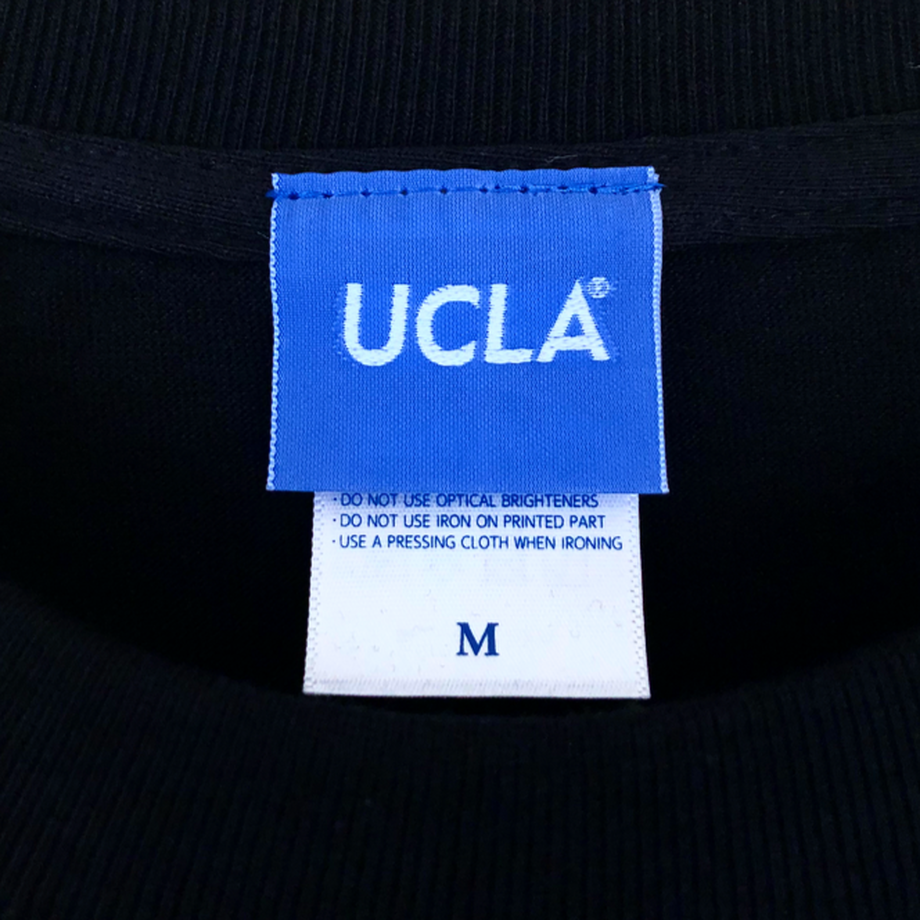 UCLA®
·DO NOT USE OPTICAL BRIGHTENERS
·DO NOT USE IRON ON PRINTED PART
·USE A PRESSING CLOTH WHEN IRONING
M